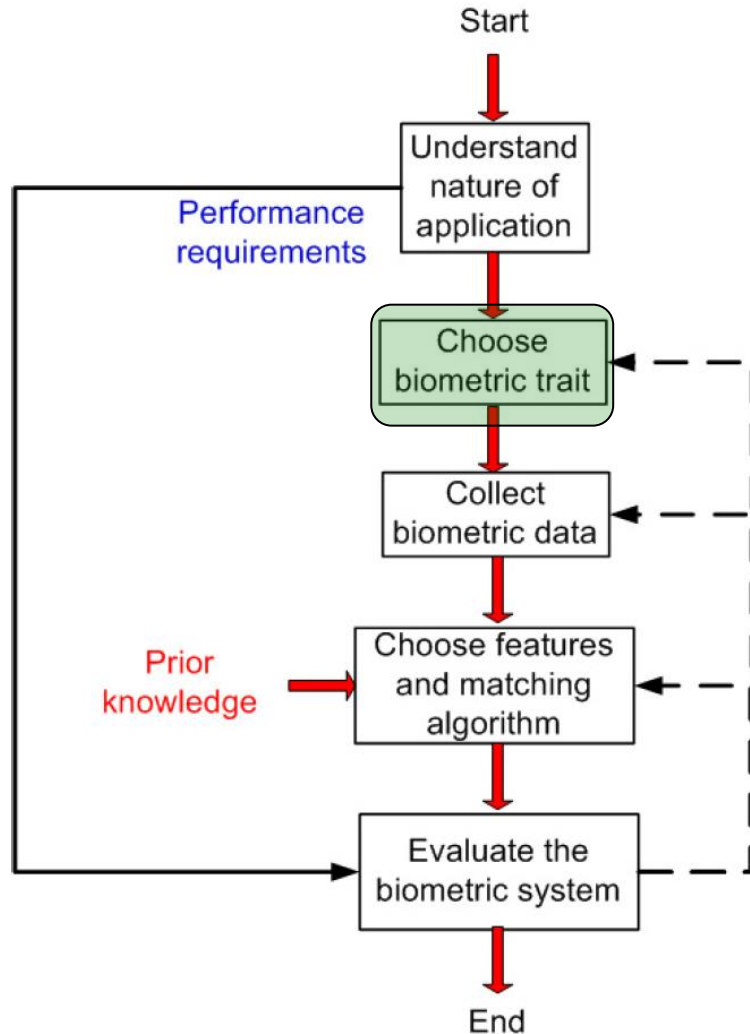 Start
Understand
nature of
application
Performance
requirements
Choose
biometric trait
Collect
biometric data
Choose features
and matching
algorithm
Prior
knowledge
Evaluate the
biometric system
End